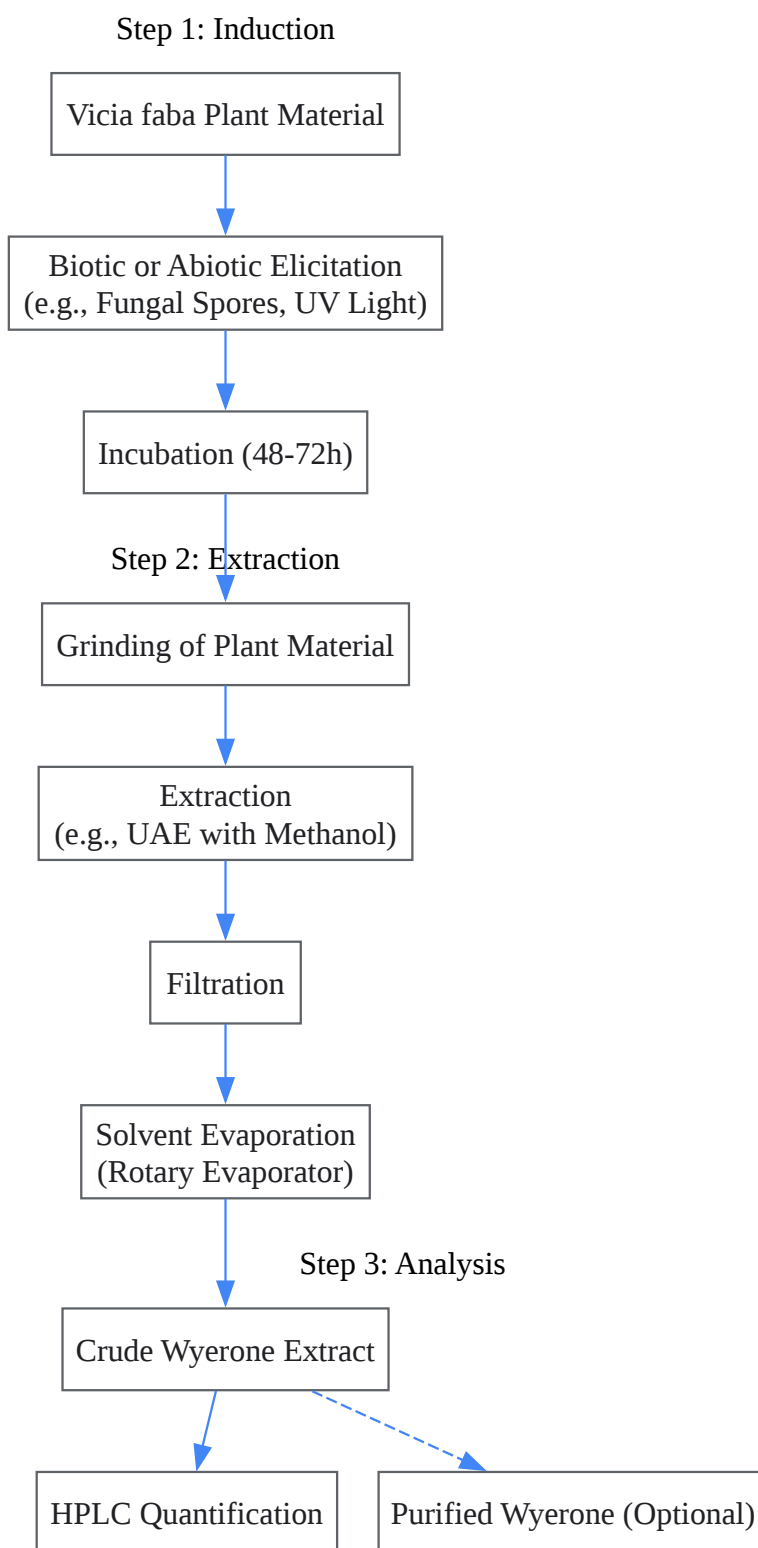 Step 1: Induction
Vicia faba Plant Material
Biotic or Abiotic Elicitation
(e.g., Fungal Spores, UV Light)
Incubation (48-72h)
Step 2: Extraction
Grinding of Plant Material
Extraction
(e.g., UAE with Methanol)
Filtration
Solvent Evaporation
(Rotary Evaporator)
Step 3: Analysis
Crude Wyerone Extract
HPLC Quantification
Purified Wyerone (Optional)